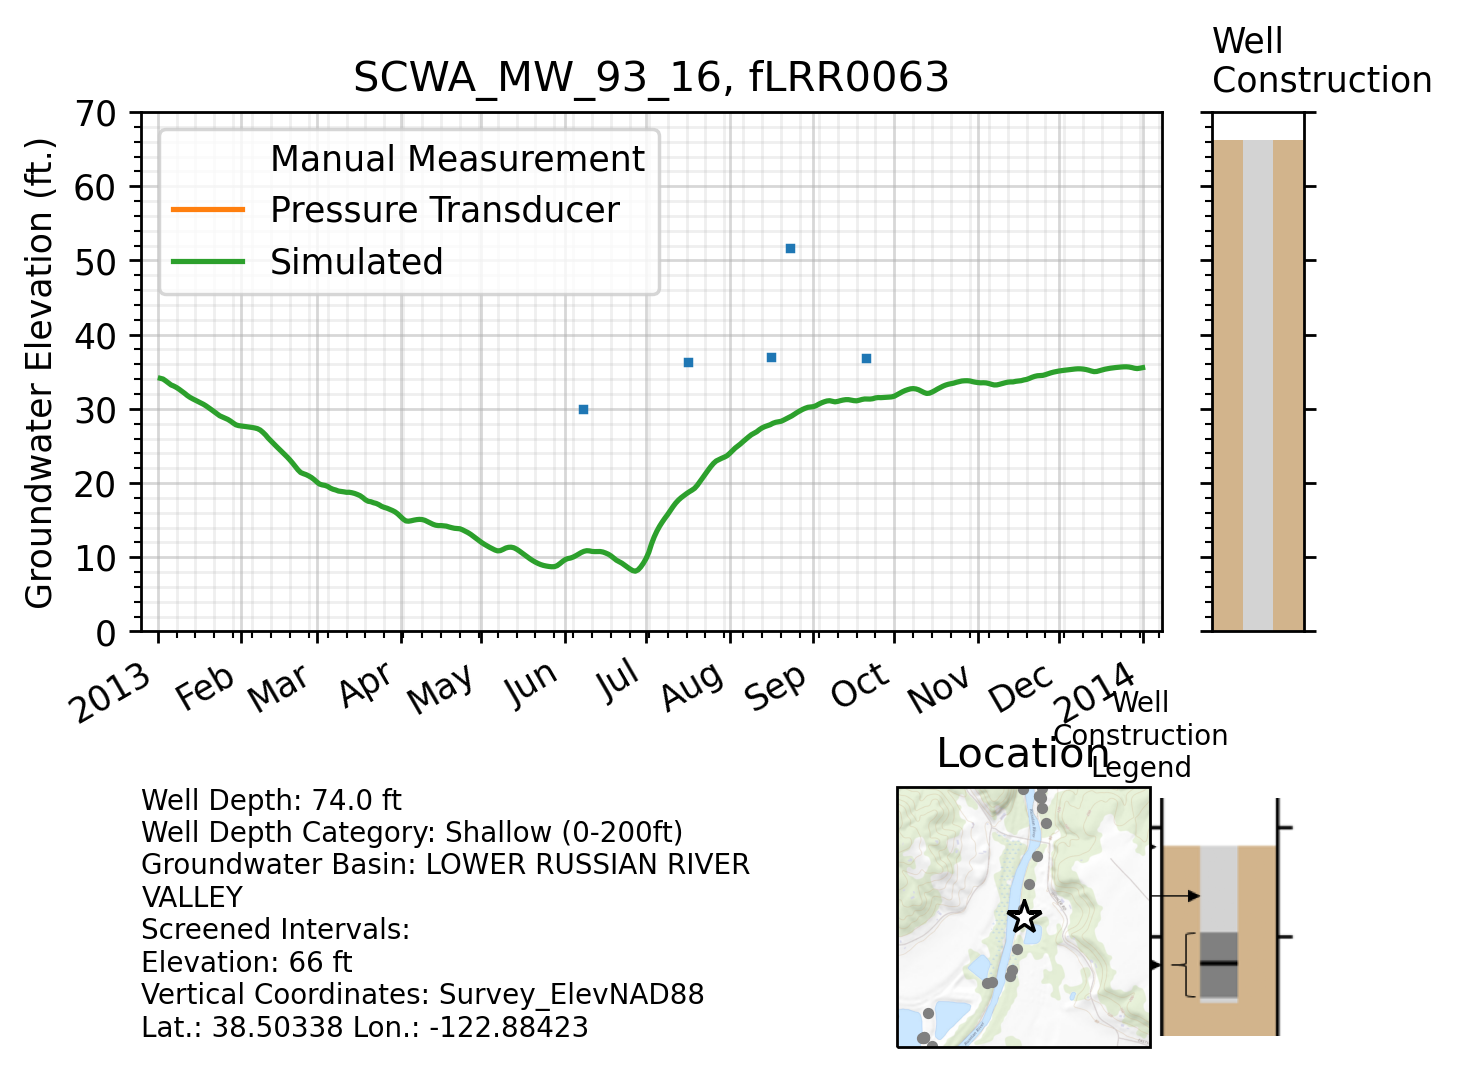 Well
Construction
SCWA_MW_93_16, fLRR0063
70
60
50
40
30
20
10
0
Groundwater Elevation (ft.)
Manual Measurement
Pressure Transducer
Simulated
2013
Feb
Mar
Apr
May
Jun
Jul
Aug
Sep
Oct
Nov
Dec
2014
Well
Construction
Legend
Location
Well Depth: 74.0 ft
Well Depth Category: Shallow (0-200ft)
Groundwater Basin: LOWER RUSSIAN RIVER
VALLEY
Screened Intervals:
Elevation: 66 ft
Vertical Coordinates: Survey_ElevNAD88
Lat.: 38.50338 Lon.: -122.88423